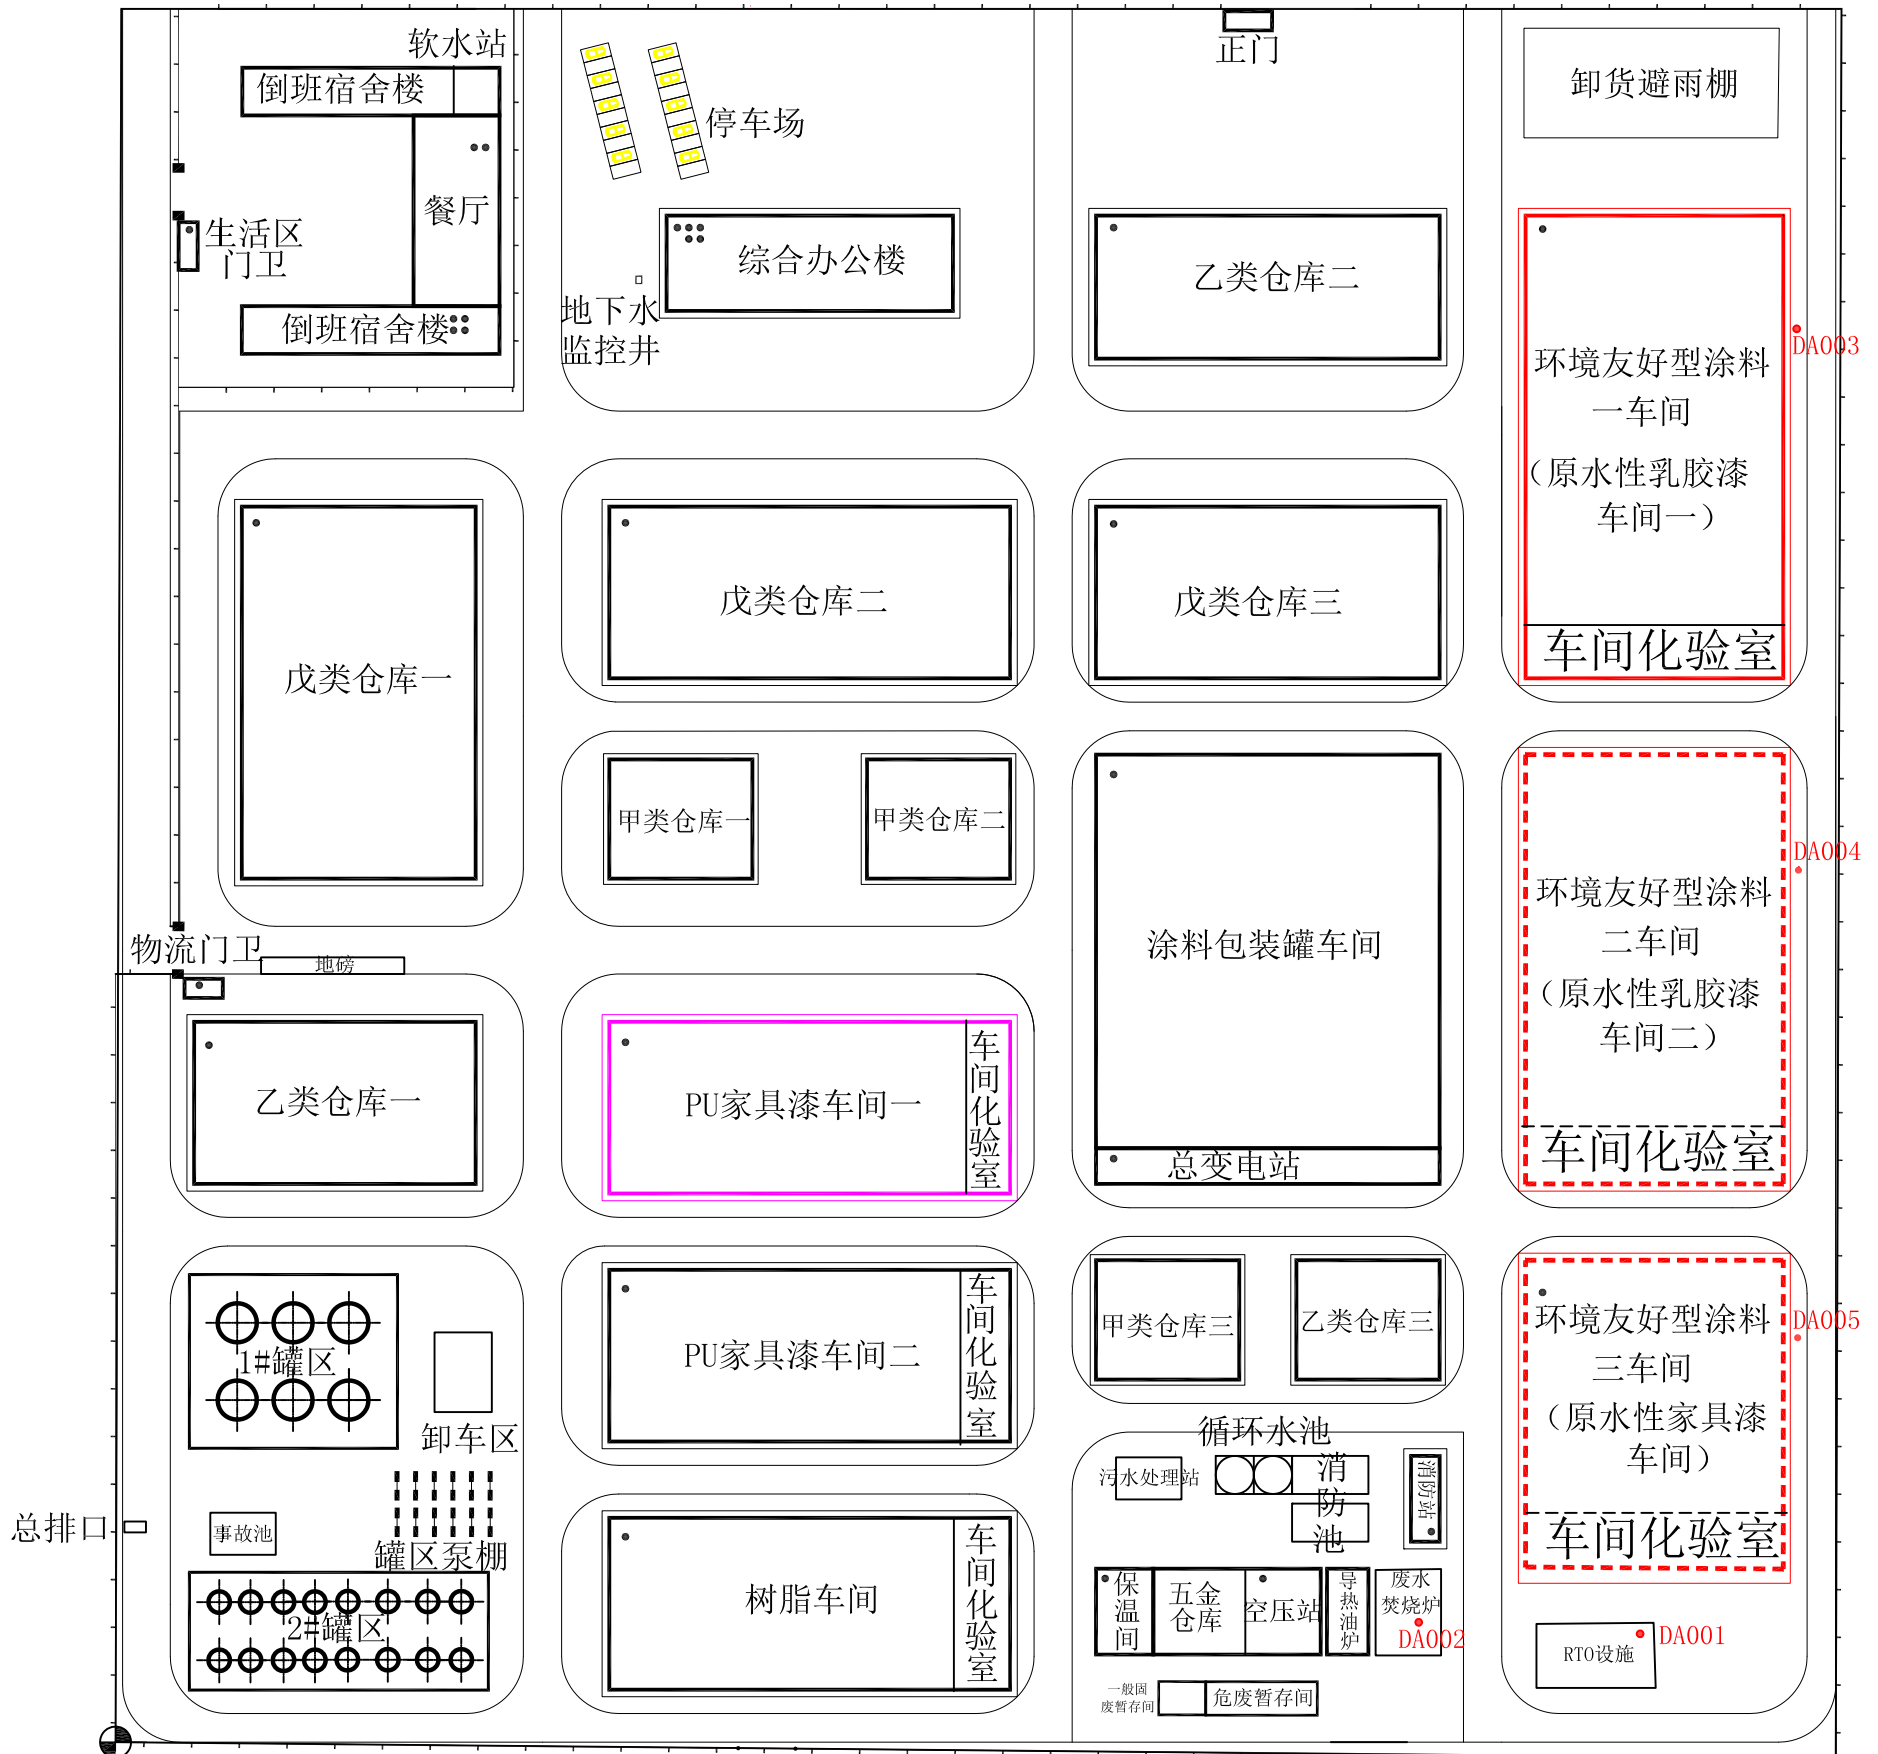 软水站
倒班宿舍楼
餐厅
生活区
门卫
倒班宿舍楼
停车场
综合办公楼
地下水
监控井
正门
乙类仓库二
卸货避雨棚
环境友好型涂料
一车间
（原水性乳胶漆
车间一）
车间化验室
DA003
戊类仓库一
戊类仓库二
戊类仓库三
甲类仓库一
甲类仓库二
涂料包装罐车间
总变电站
环境友好型涂料
二车间
（原水性乳胶漆
车间二）
车间化验室
DA004
物流门卫
地磅
乙类仓库一
PU家具漆车间一
车间化验室
1#罐区
卸车区
PU家具漆车间二
车间化验室
甲类仓库三
乙类仓库三
环境友好型涂料
三车间
（原水性家具漆
车间）
车间化验室
DA005
总排口
事故池
罐区泵棚
2#罐区
树脂车间
车间化验室
循环水池
污水处理站
消防池
消防站
保温间
五金
仓库
空压站
导热油炉
废水
焚烧炉
DA002
一般固
废暂存间
危废暂存间
RTO设施
DA001